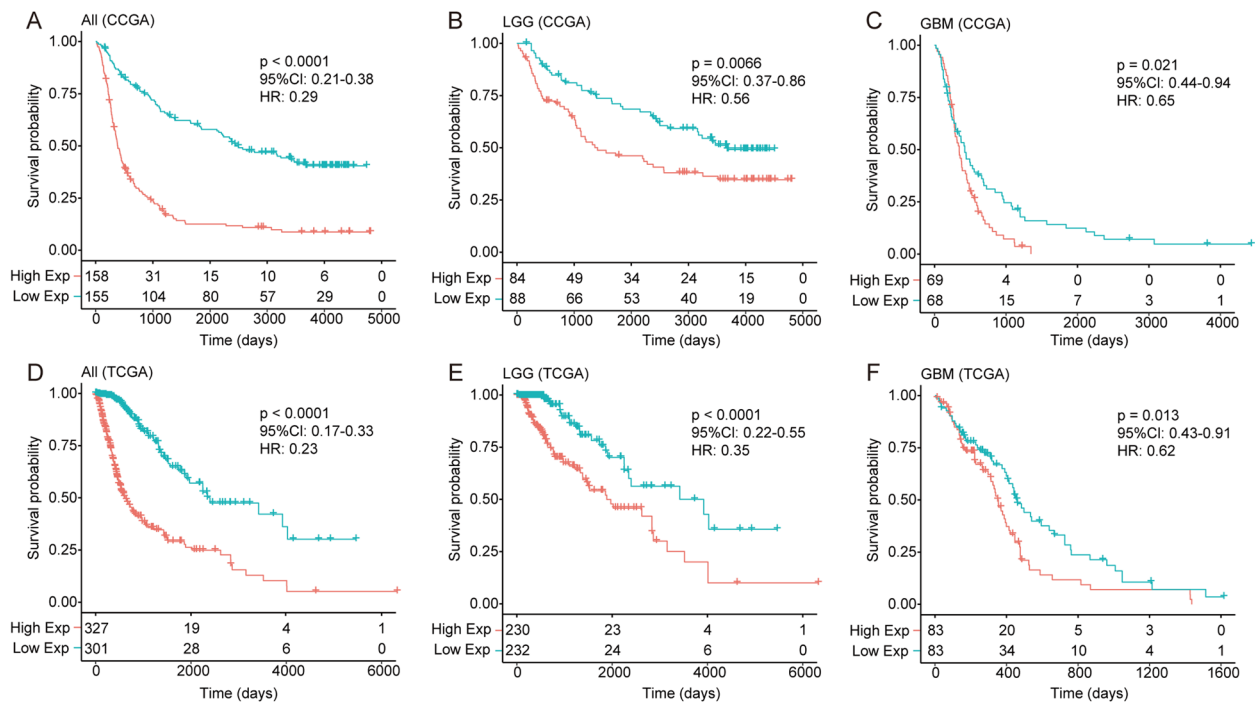 A
All (CCGA)
Survival probability
1.00
0.75
0.50
0.25
0.00
p < 0.0001
95%CI: 0.21-0.38
HR: 0.29
High Exp 158 31 15 10 6 0
Low Exp 155 104 80 57 29 0
0 1000 2000 3000 4000 5000
Time (days)
B
LGG (CCGA)
Survival probability
1.00
0.75
0.50
0.25
0.00
p = 0.0066
95%CI: 0.37-0.86
HR: 0.56
High Exp 84 49 34 24 15 0
Low Exp 88 66 53 40 19 0
0 1000 2000 3000 4000 5000
Time (days)
C
GBM (CCGA)
Survival probability
1.00
0.75
0.50
0.25
0.00
p = 0.021
95%CI: 0.44-0.94
HR: 0.65
High Exp 69 4 0 0 0
Low Exp 68 15 7 3 1
0 1000 2000 3000 4000
Time (days)
D
All (TCGA)
Survival probability
1.00
0.75
0.50
0.25
0.00
p < 0.0001
95%CI: 0.17-0.33
HR: 0.23
High Exp 327 19 4 1
Low Exp 301 28 6 0
0 2000 4000 6000
Time (days)
E
LGG (TCGA)
Survival probability
1.00
0.75
0.50
0.25
0.00
p < 0.0001
95%CI: 0.22-0.55
HR: 0.35
High Exp 230 23 4 1
Low Exp 232 24 6 0
0 2000 4000 6000
Time (days)
F
GBM (TCGA)
Survival probability
1.00
0.75
0.50
0.25
0.00
p = 0.013
95%CI: 0.43-0.91
HR: 0.62
High Exp 83 20 5 3 0
Low Exp 83 34 10 4 1
0 400 800 1200 1600
Time (days)